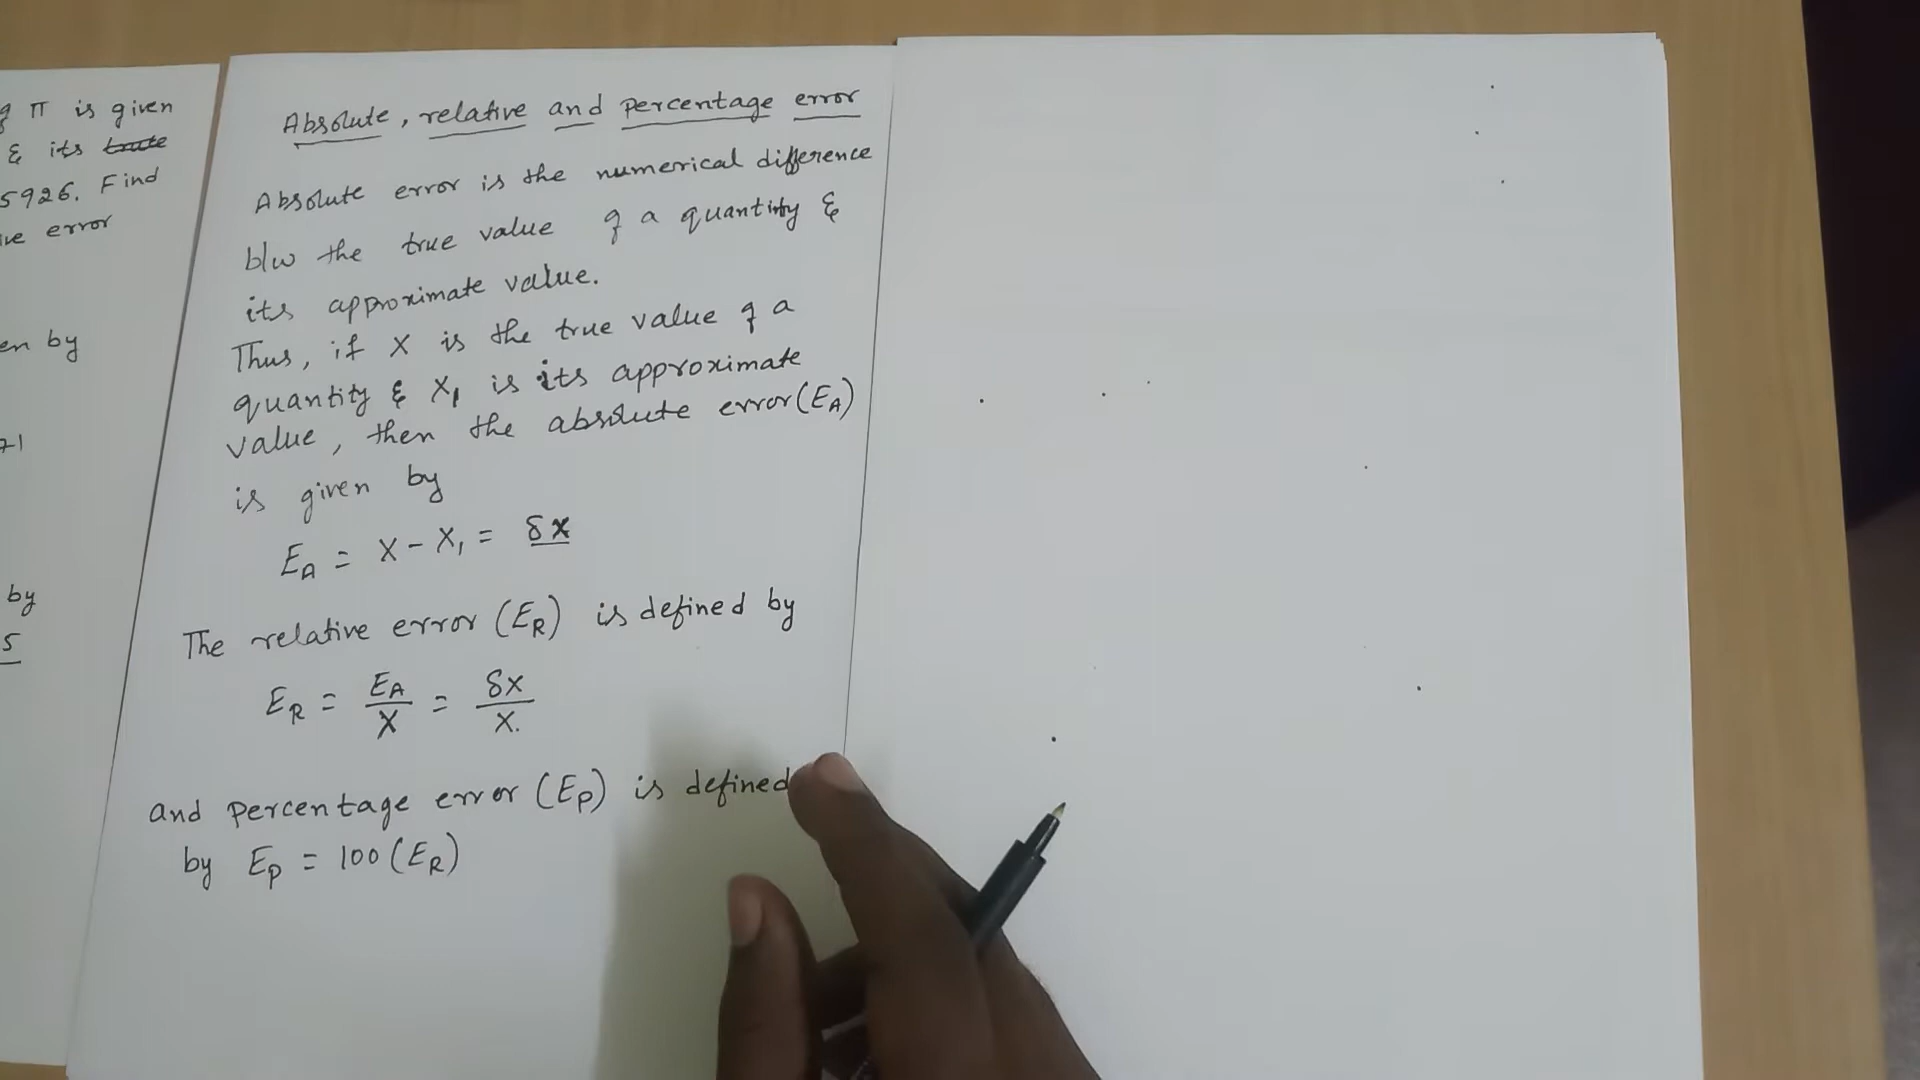 π is given
& its
5926. Find
error
en by
71
by
5
Absolute, relative and percentage error
Absolute error is the numerical difference
b/w the true value of a quantity &
its approximate value.
Thus, if X is the true value of a
quantity & X₁ is its approximate
value, then the absolute error (E_A)
is given by
E_A = X - X₁ = δx
The relative error (E_R) is defined by
E_R = E_A/X = δx/X.
and percentage error (E_P) is defined
by E_P = 100 (E_R)